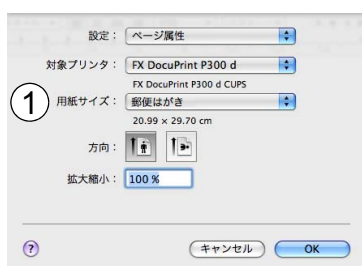 設定： ページ属性
対象プリンタ： FX DocuPrint P300 d
FX DocuPrint P300 d CUPS
① 用紙サイズ： 郵便はがき
20.99 × 29.70 cm
方向：
拡大縮小： 100 %
? キャンセル OK